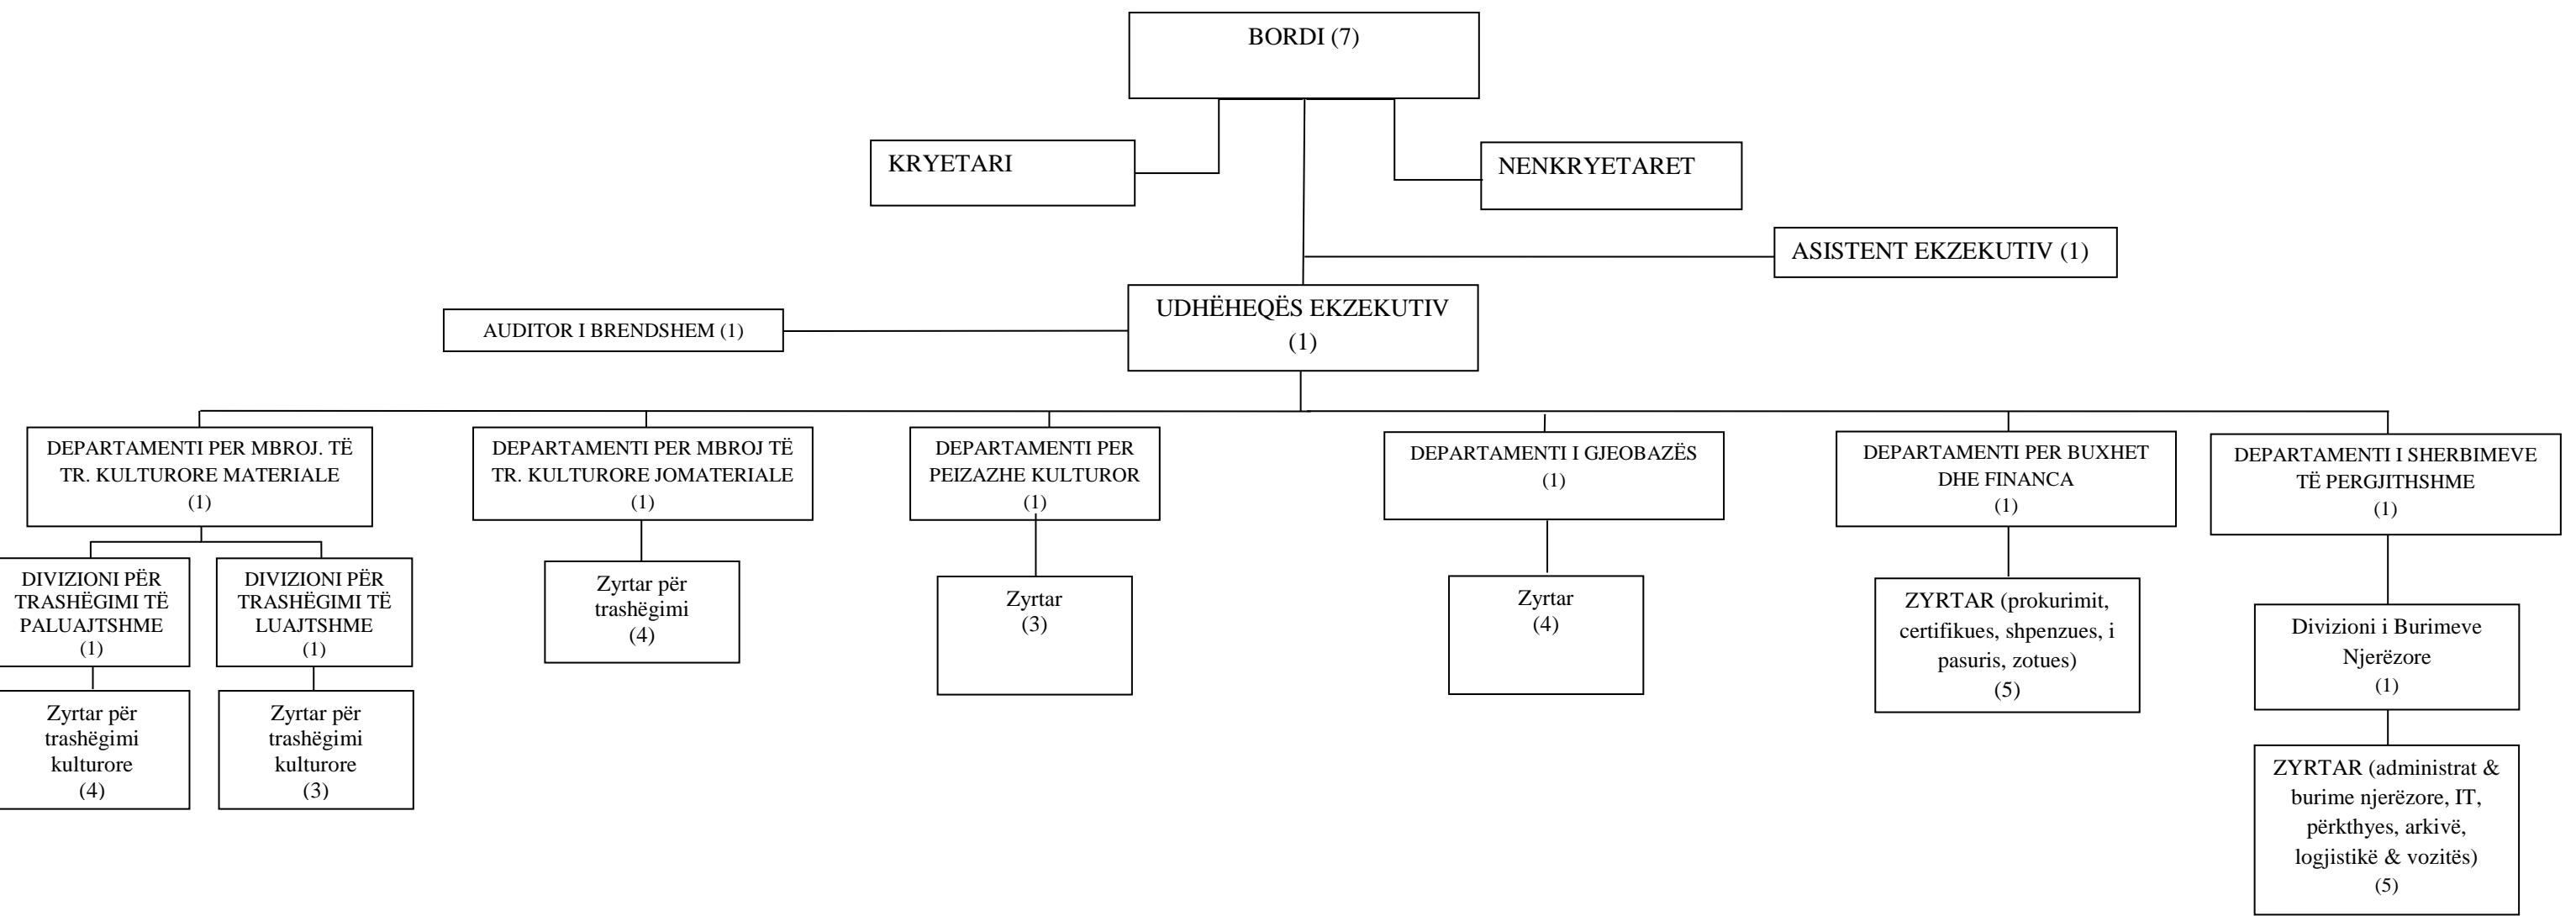 BORDI (7)
KRYETARI
NENKRYETARET
ASISTENT EKZEKUTIV (1)
UDHËHEQËS EKZEKUTIV
(1)
AUDITOR I BRENDSHEM (1)
DEPARTAMENTI PER MBROJ. TË
TR. KULTURORE MATERIALE
(1)
DEPARTAMENTI PER MBROJ TË
TR. KULTURORE JOMATERIALE
(1)
DEPARTAMENTI PER
PEIZAZHE KULTUROR
(1)
DEPARTAMENTI I GJEOBAZËS
(1)
DEPARTAMENTI PER BUXHET
DHE FINANCA
(1)
DEPARTAMENTI I SHERBIMEVE
TË PERGJITHSHME
(1)
DIVIZIONI PËR
TRASHËGIMI TË
PALUAJTSHME
(1)
DIVIZIONI PËR
TRASHËGIMI TË
LUAJTSHME
(1)
Zyrtar për
trashëgimi
(4)
Zyrtar
(3)
Zyrtar
(4)
ZYRTAR (prokurimit,
certifikues, shpenzues, i
pasuris, zotues)
(5)
Divizioni i Burimeve
Njerëzore
(1)
Zyrtar për
trashëgimi
kulturore
(4)
Zyrtar për
trashëgimi
kulturore
(3)
ZYRTAR (administrat &
burime njerëzore, IT,
përkthyes, arkivë,
logjistikë & vozitës)
(5)